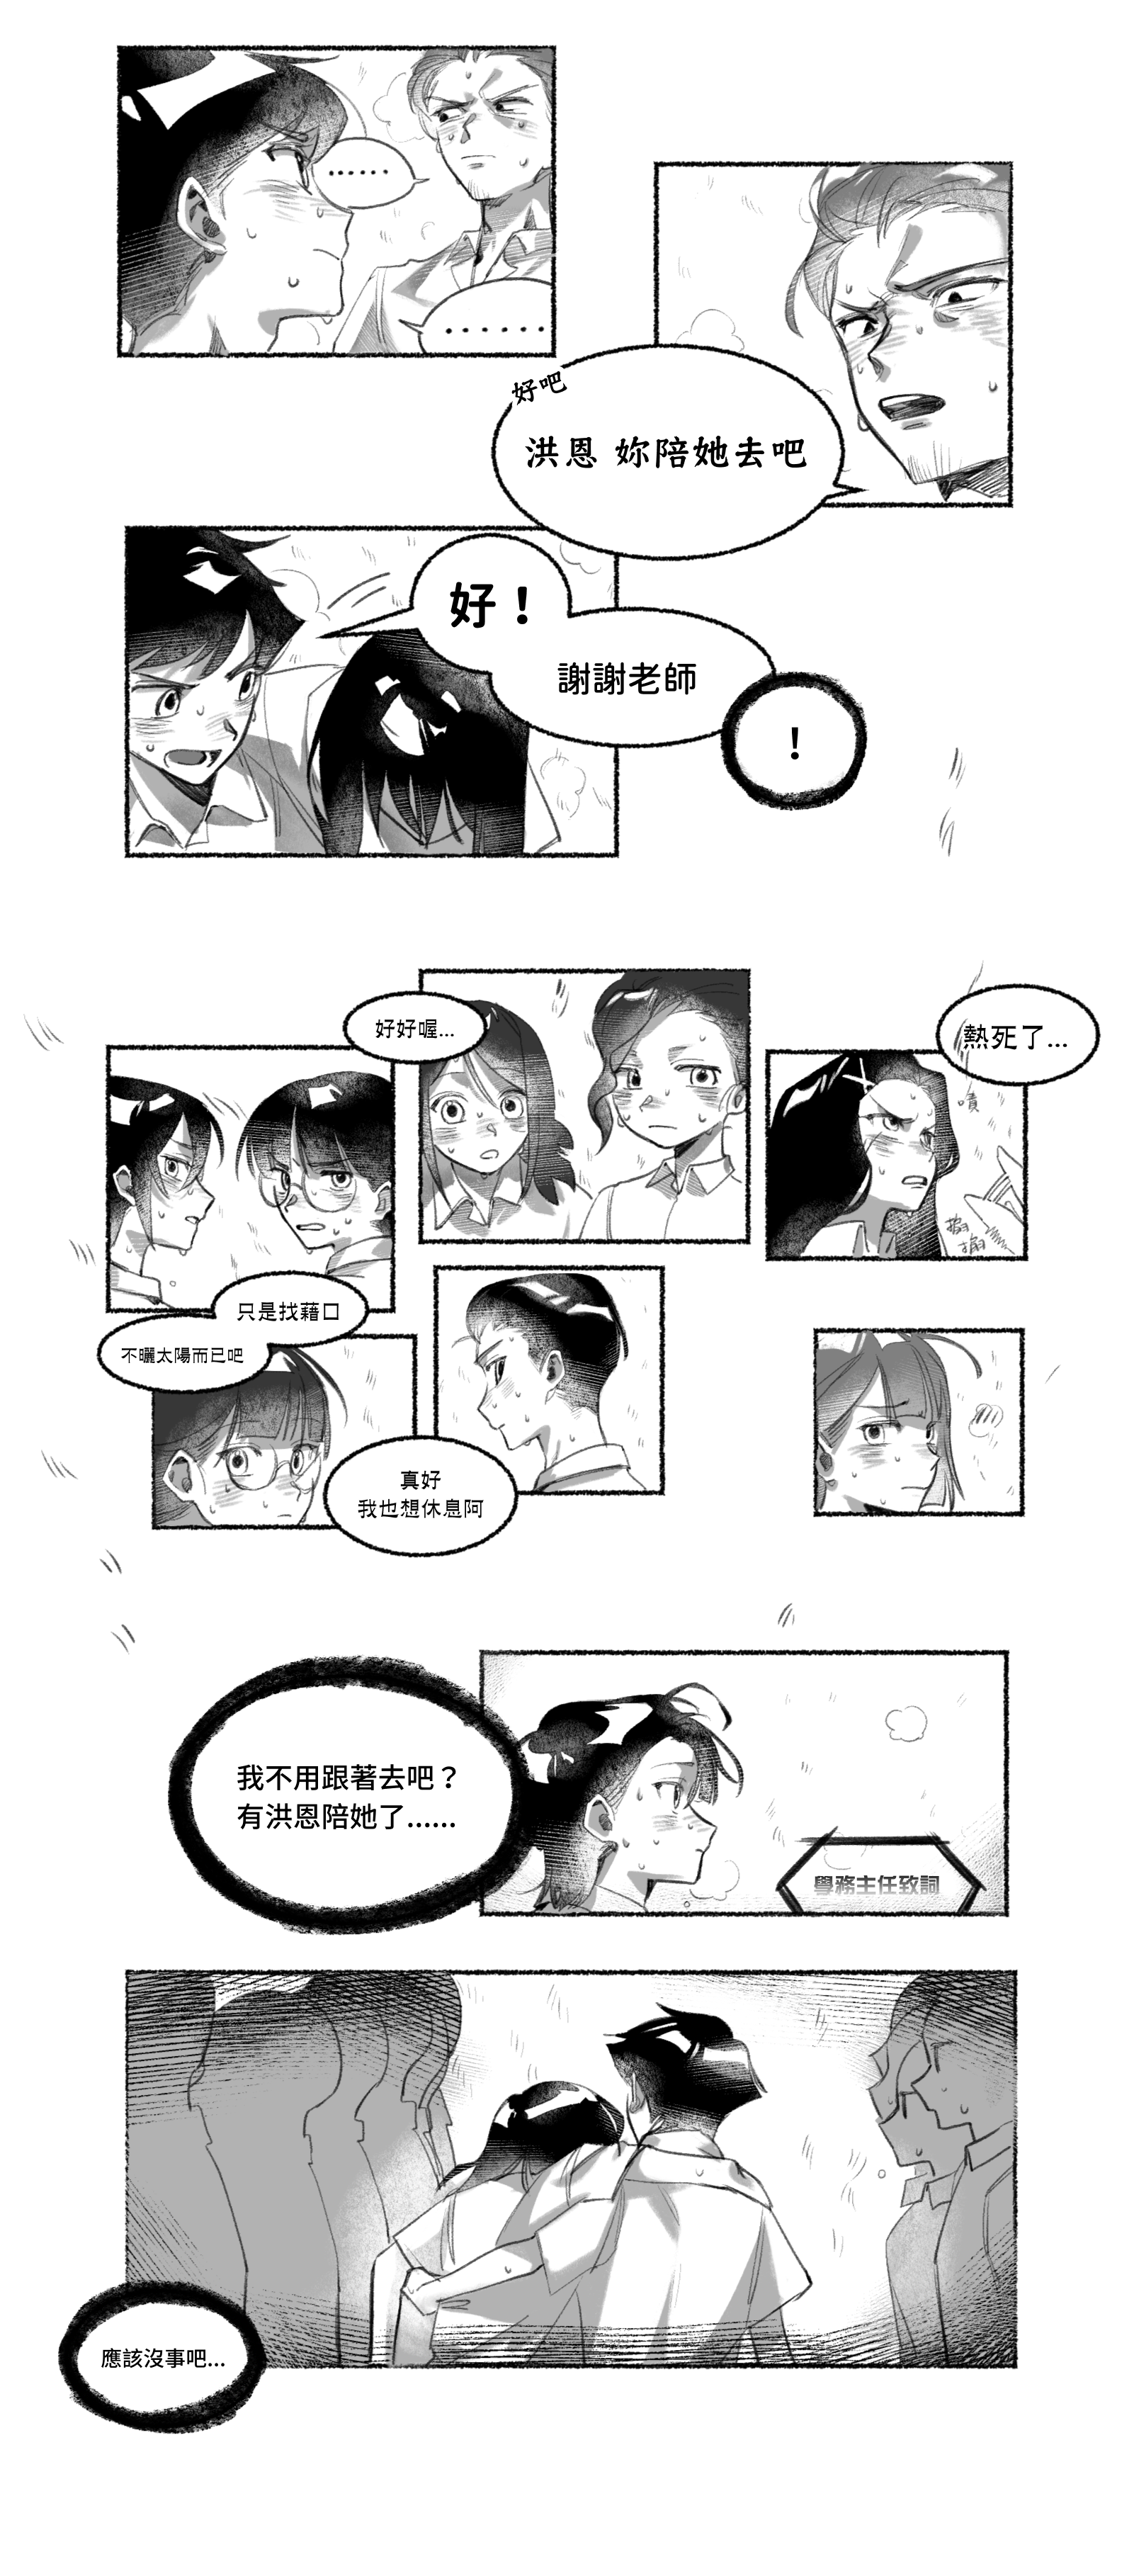 ……
……
好吧
洪恩 妳陪她去吧
好！
謝謝老師
！
好好喔...
熱死了...
嘖
搧
搧
只是找藉口
不曬太陽而已吧
真好
我也想休息阿
我不用跟著去吧？
有洪恩陪她了......
學務主任致詞
應該沒事吧...